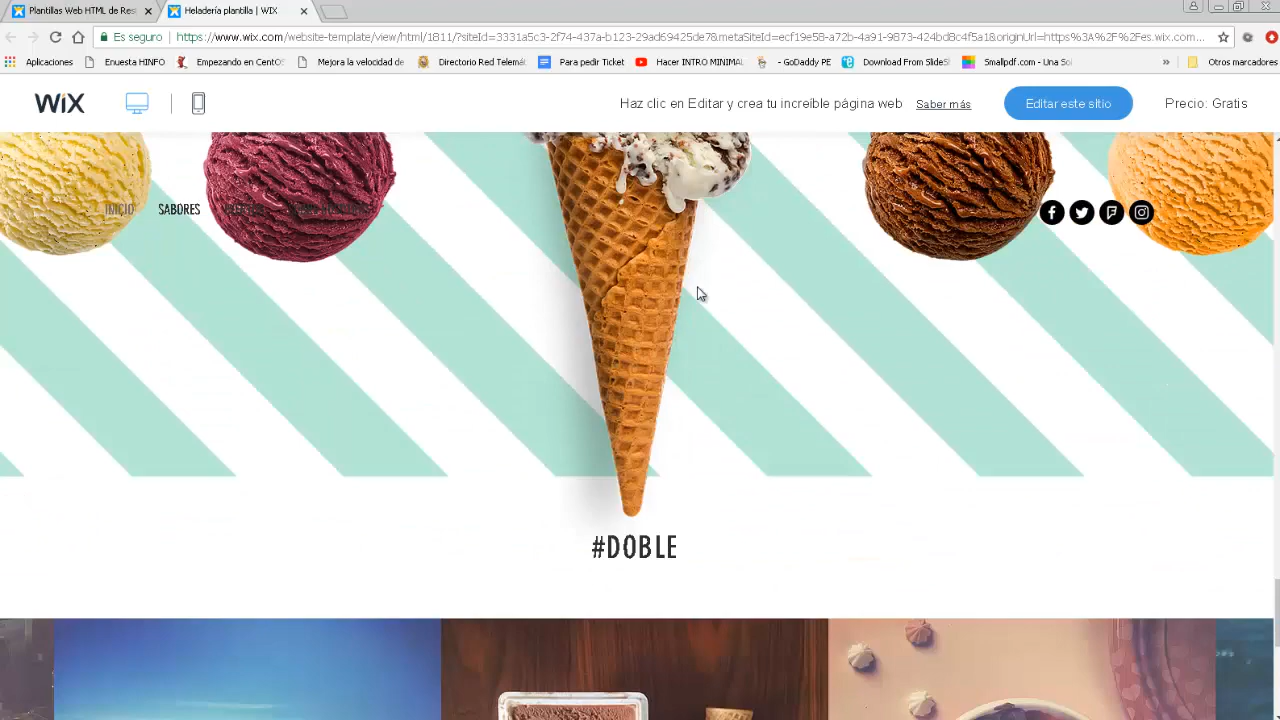 Plantillas Web HTML de Res
Heladería plantilla | WIX
Es seguro
https://www.wix.com/website-template/view/html/1811/?siteId=3331a5c3-2f74-437a-b123-29ad69425de7&metaSiteId=ecf19e58-a72b-4a91-9873-424bd8c4f5a1&originUrl=https%3A%2F%2Fes.wix.com...
Aplicaciones
Enuesta HINFO
Empezando en CentOS
Mejora la velocidad de
Directorio Red Telemá
Para pedir Ticket
Hacer INTRO MINIMAL
- GoDaddy PE
Download From SlideS
Smallpdf.com - Una Sol
»
Otros marcadores
WiX
Haz clic en Editar y crea tu increíble página web
Saber más
Editar este sitio
Precio: Gratis
INICIO
SABORES
#DOBLE